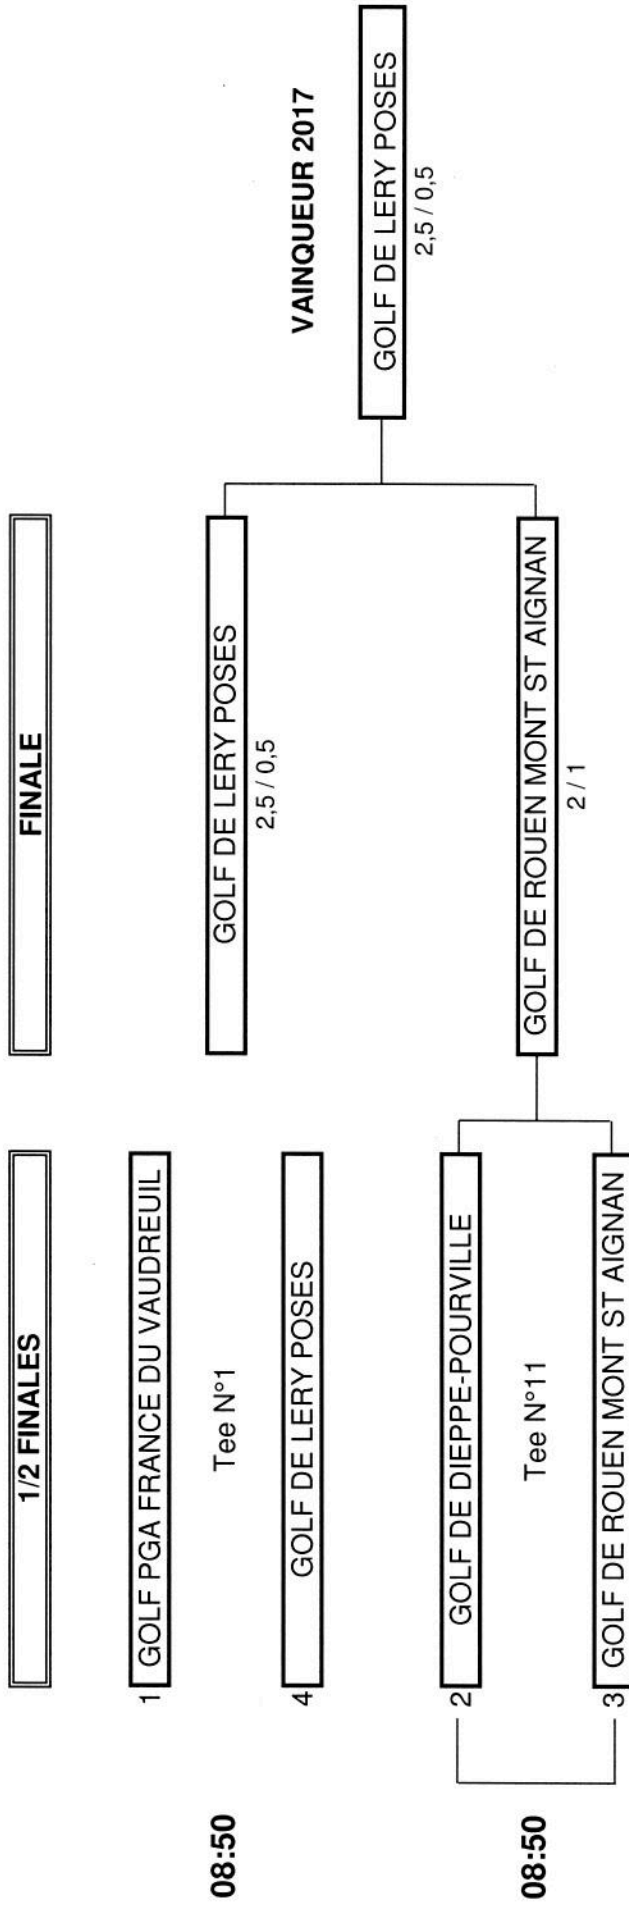 1/2 FINALES
FINALE
VAINQUEUR 2017
08:50
1
GOLF PGA FRANCE DU VAUDREUIL
Tee N°1
4
GOLF DE LERY POSES
GOLF DE LERY POSES
2,5 / 0,5
GOLF DE LERY POSES
2,5 / 0,5
08:50
2
GOLF DE DIEPPE-POURVILLE
Tee N°11
3
GOLF DE ROUEN MONT ST AIGNAN
GOLF DE ROUEN MONT ST AIGNAN
2 / 1